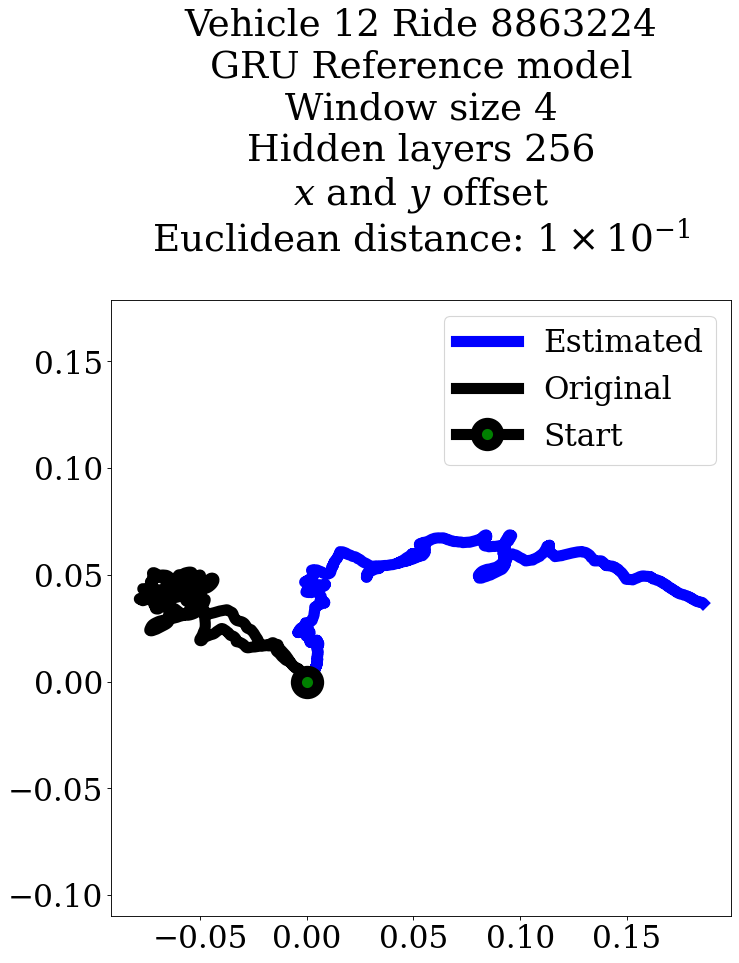 Vehicle 12 Ride 8863224
GRU Reference model
Window size 4
Hidden layers 256
x and y offset
Euclidean distance: 1 × 10⁻¹
Estimated
Original
Start
0.15
0.10
0.05
0.00
−0.05
−0.10
−0.05 0.00 0.05 0.10 0.15